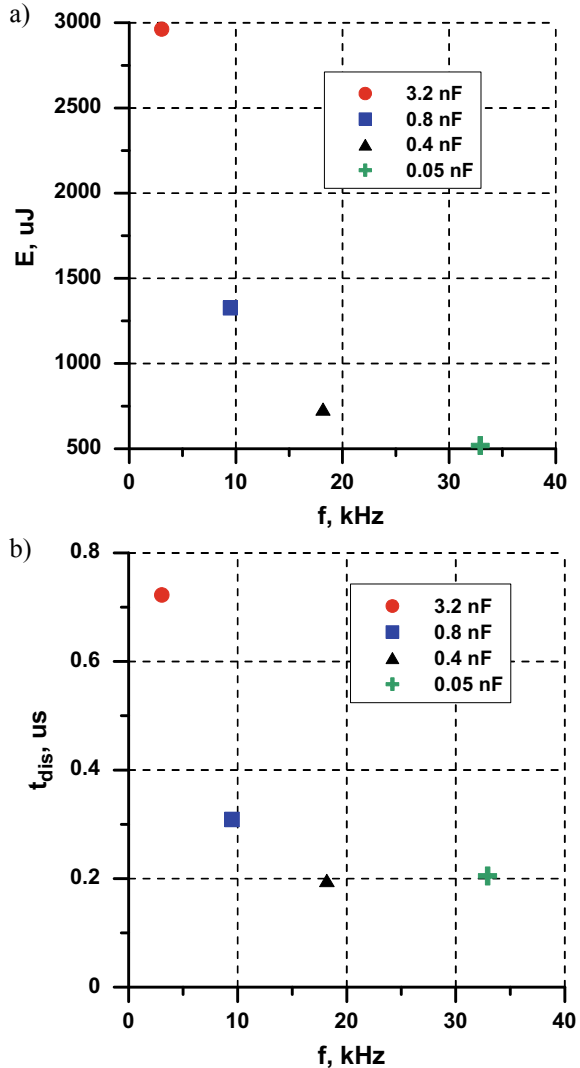 a)
3000
2500
2000
1500
1000
500
E, uJ
0 10 20 30 40
f, kHz
3.2 nF
0.8 nF
0.4 nF
0.05 nF
b)
0.8
0.6
0.4
0.2
0
t_dis, us
0 10 20 30 40
f, kHz
3.2 nF
0.8 nF
0.4 nF
0.05 nF